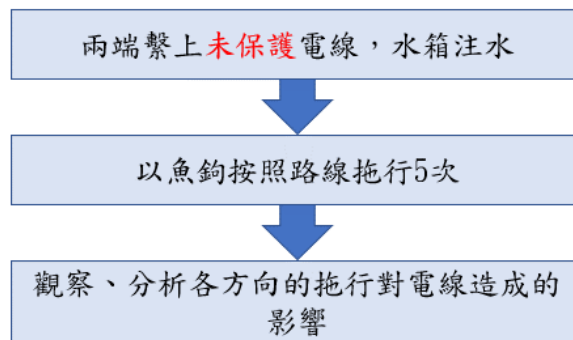 兩端繫上未保護電線，水箱注水
以魚鉤按照路線拖行5次
觀察、分析各方向的拖行對電線造成的
影響